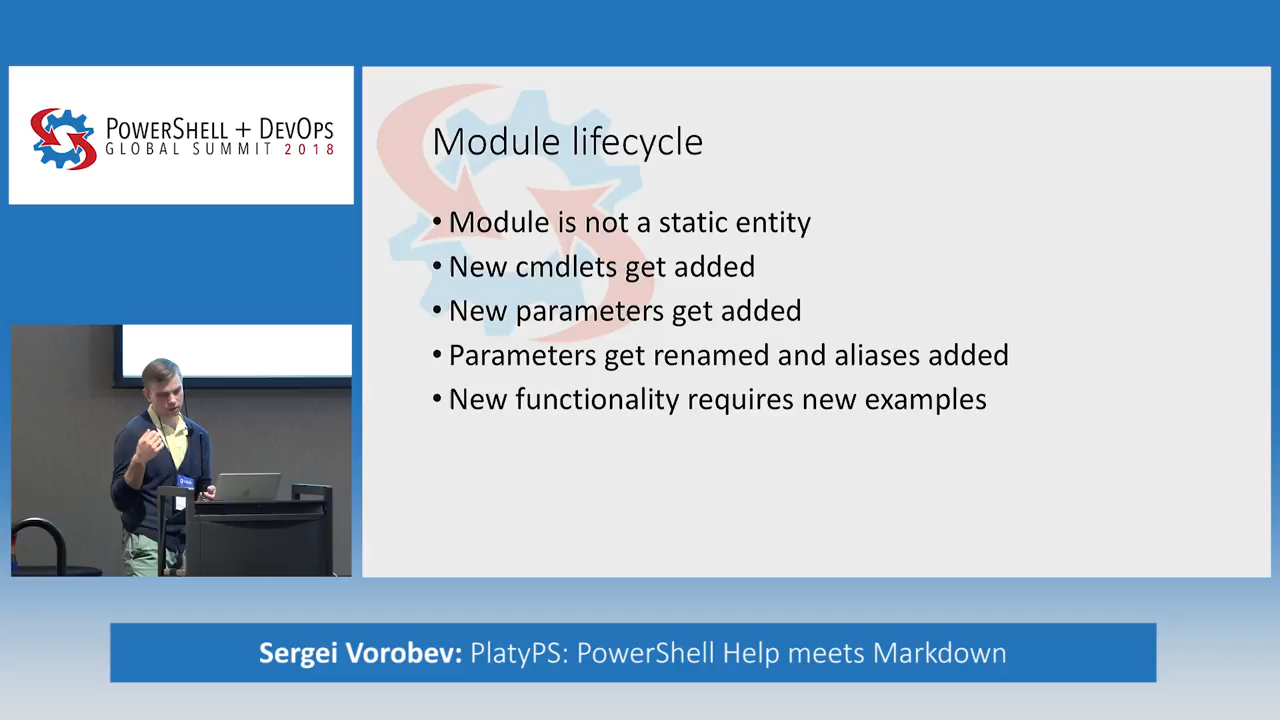 POWERSHELL + DEVOPS
GLOBAL SUMMIT 2018
Module lifecycle
• Module is not a static entity
• New cmdlets get added
• New parameters get added
• Parameters get renamed and aliases added
• New functionality requires new examples
Sergei Vorobev: PlatyPS: PowerShell Help meets Markdown